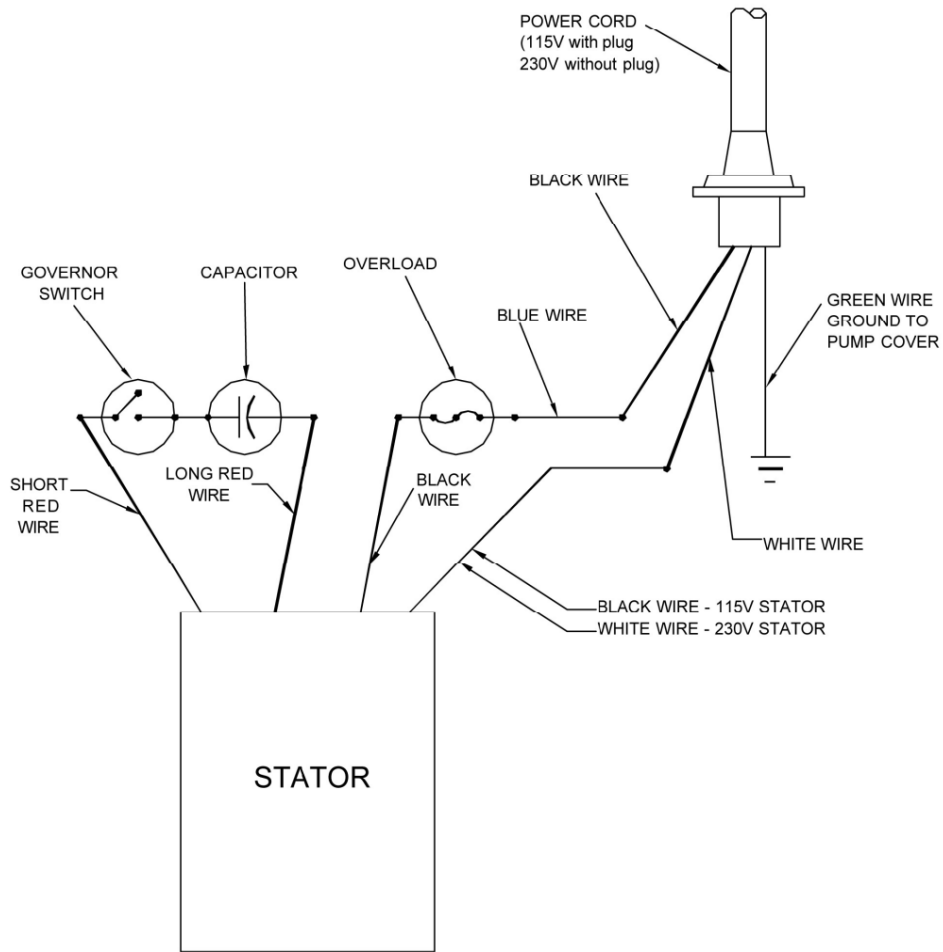 POWER CORD
(115V with plug
230V without plug)
BLACK WIRE
GOVERNOR
SWITCH
CAPACITOR
OVERLOAD
BLUE WIRE
GREEN WIRE
GROUND TO
PUMP COVER
SHORT
RED
WIRE
LONG RED
WIRE
BLACK
WIRE
WHITE WIRE
BLACK WIRE - 115V STATOR
WHITE WIRE - 230V STATOR
STATOR